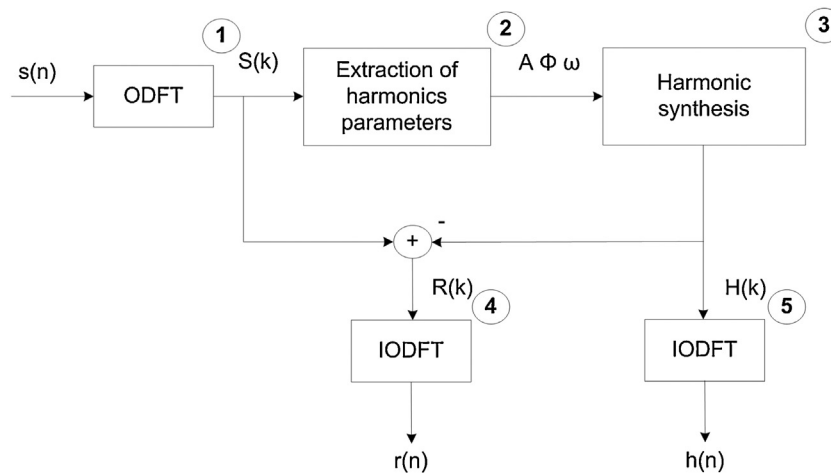 1
2
3
s(n)
ODFT
S(k)
Extraction of
harmonics
parameters
A Φ ω
Harmonic
synthesis
+
-
R(k)
4
H(k)
5
IODFT
IODFT
r(n)
h(n)